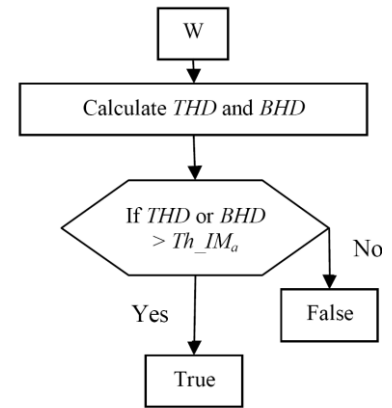 W
Calculate THD and BHD
If THD or BHD
> Th_IMa
No
Yes
False
True